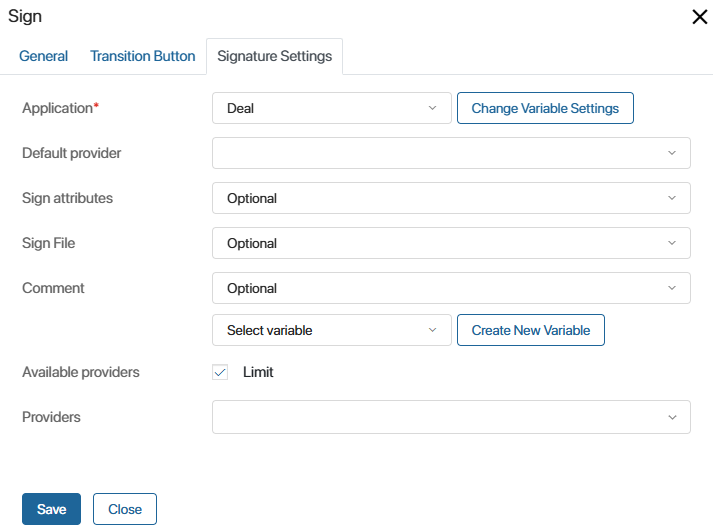 Sign
General Transition Button Signature Settings
Application* Deal Change Variable Settings
Default provider
Sign attributes Optional
Sign File Optional
Comment Optional
Select variable Create New Variable
Available providers Limit
Providers
Save Close